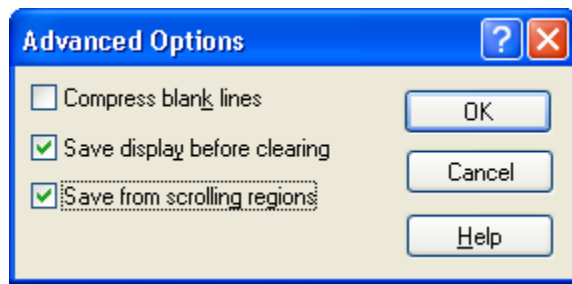 Advanced Options
Compress blank lines
Save display before clearing
Save from scrolling regions
OK
Cancel
Help